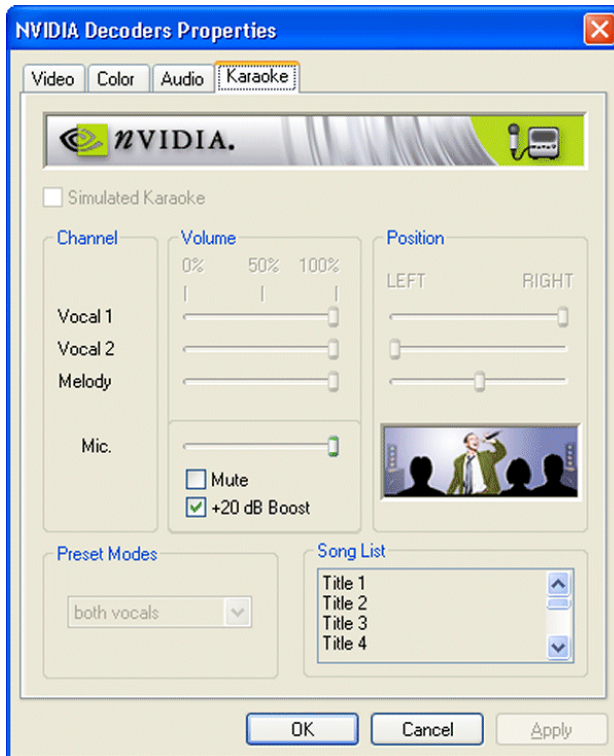 NVIDIA Decoders Properties
Video Color Audio Karaoke
nVIDIA.
Simulated Karaoke
Channel Volume Position
0% 50% 100%
LEFT RIGHT
Vocal 1
Vocal 2
Melody
Mic.
Mute
+20 dB Boost
Preset Modes
both vocals
Song List
Title 1
Title 2
Title 3
Title 4
OK Cancel Apply